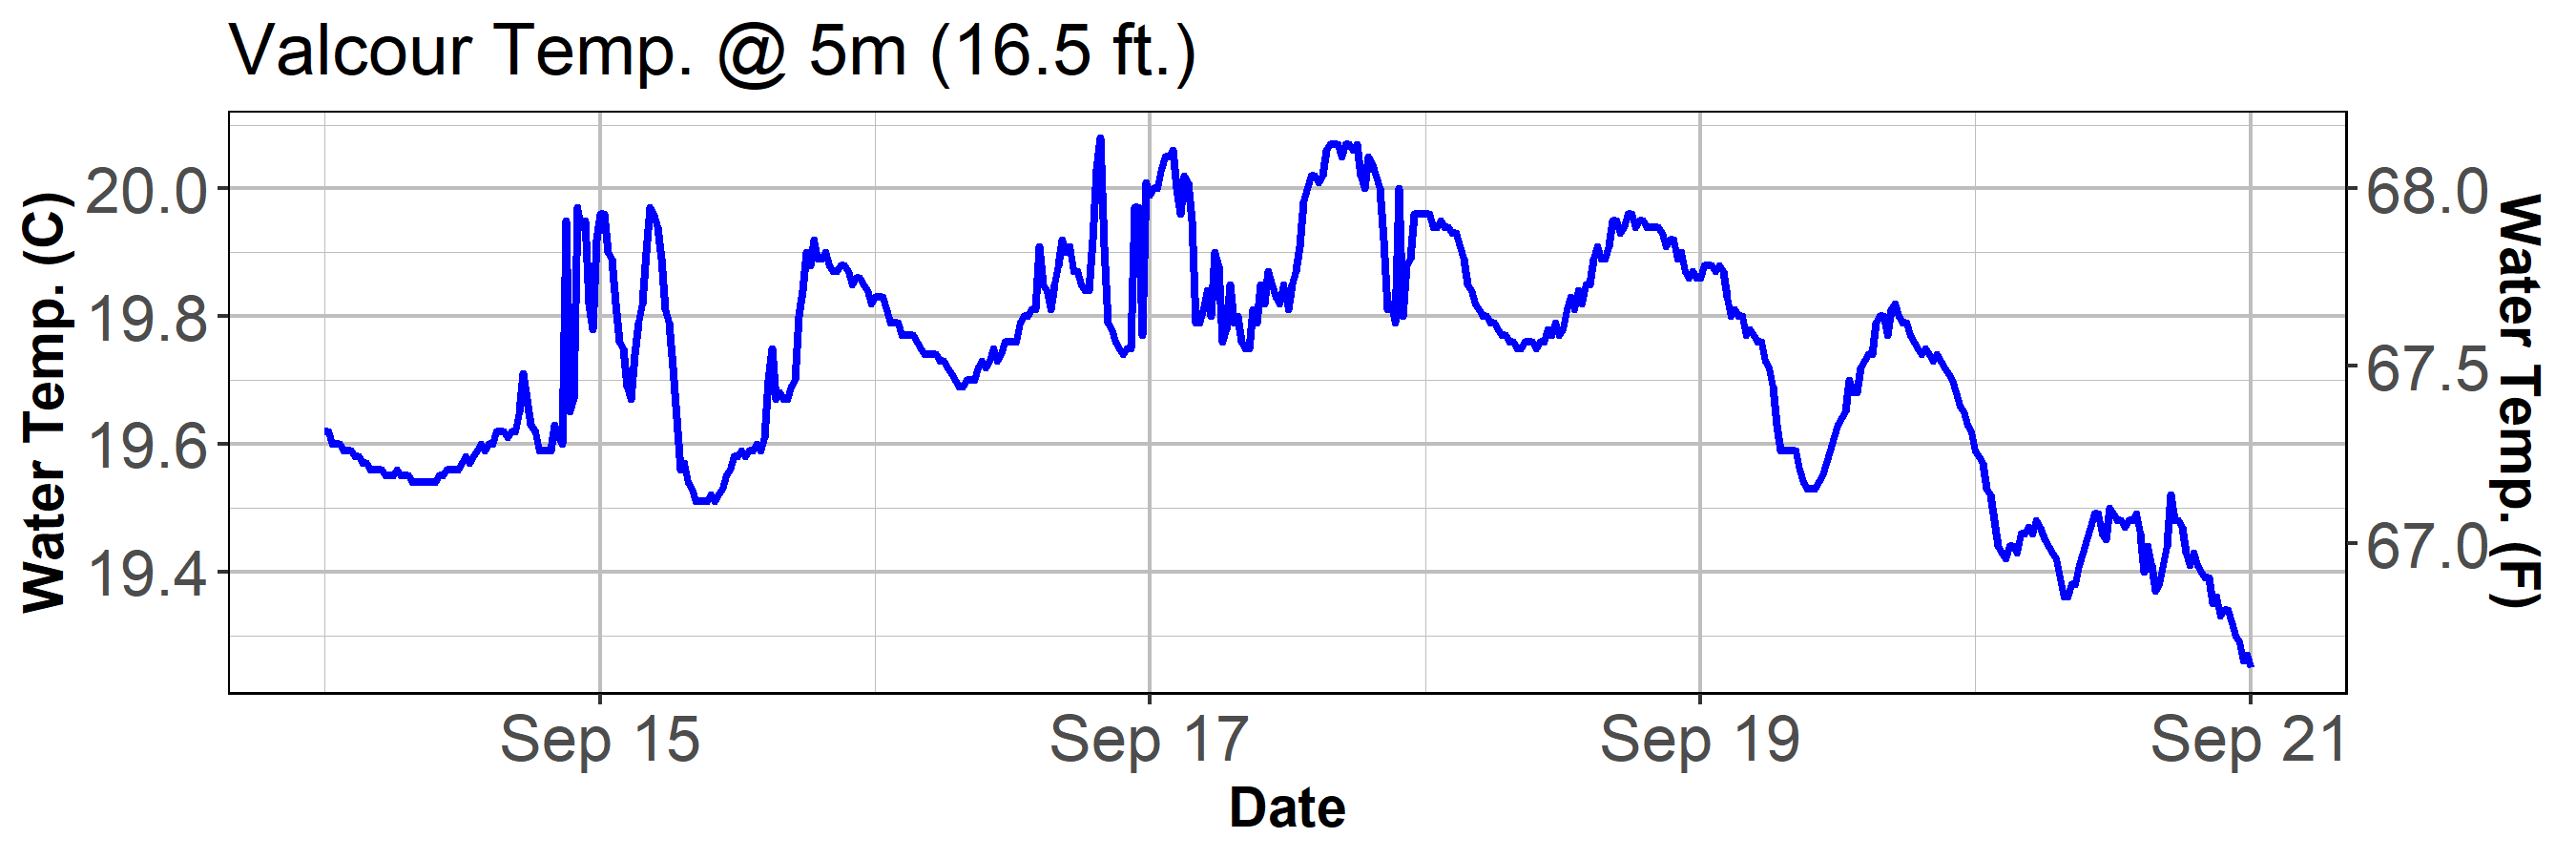 Valcour Temp. @ 5m (16.5 ft.)
Water Temp. (C)
20.0
19.8
19.6
19.4
68.0
67.5
67.0
Water Temp. (F)
Sep 15
Sep 17
Sep 19
Sep 21
Date